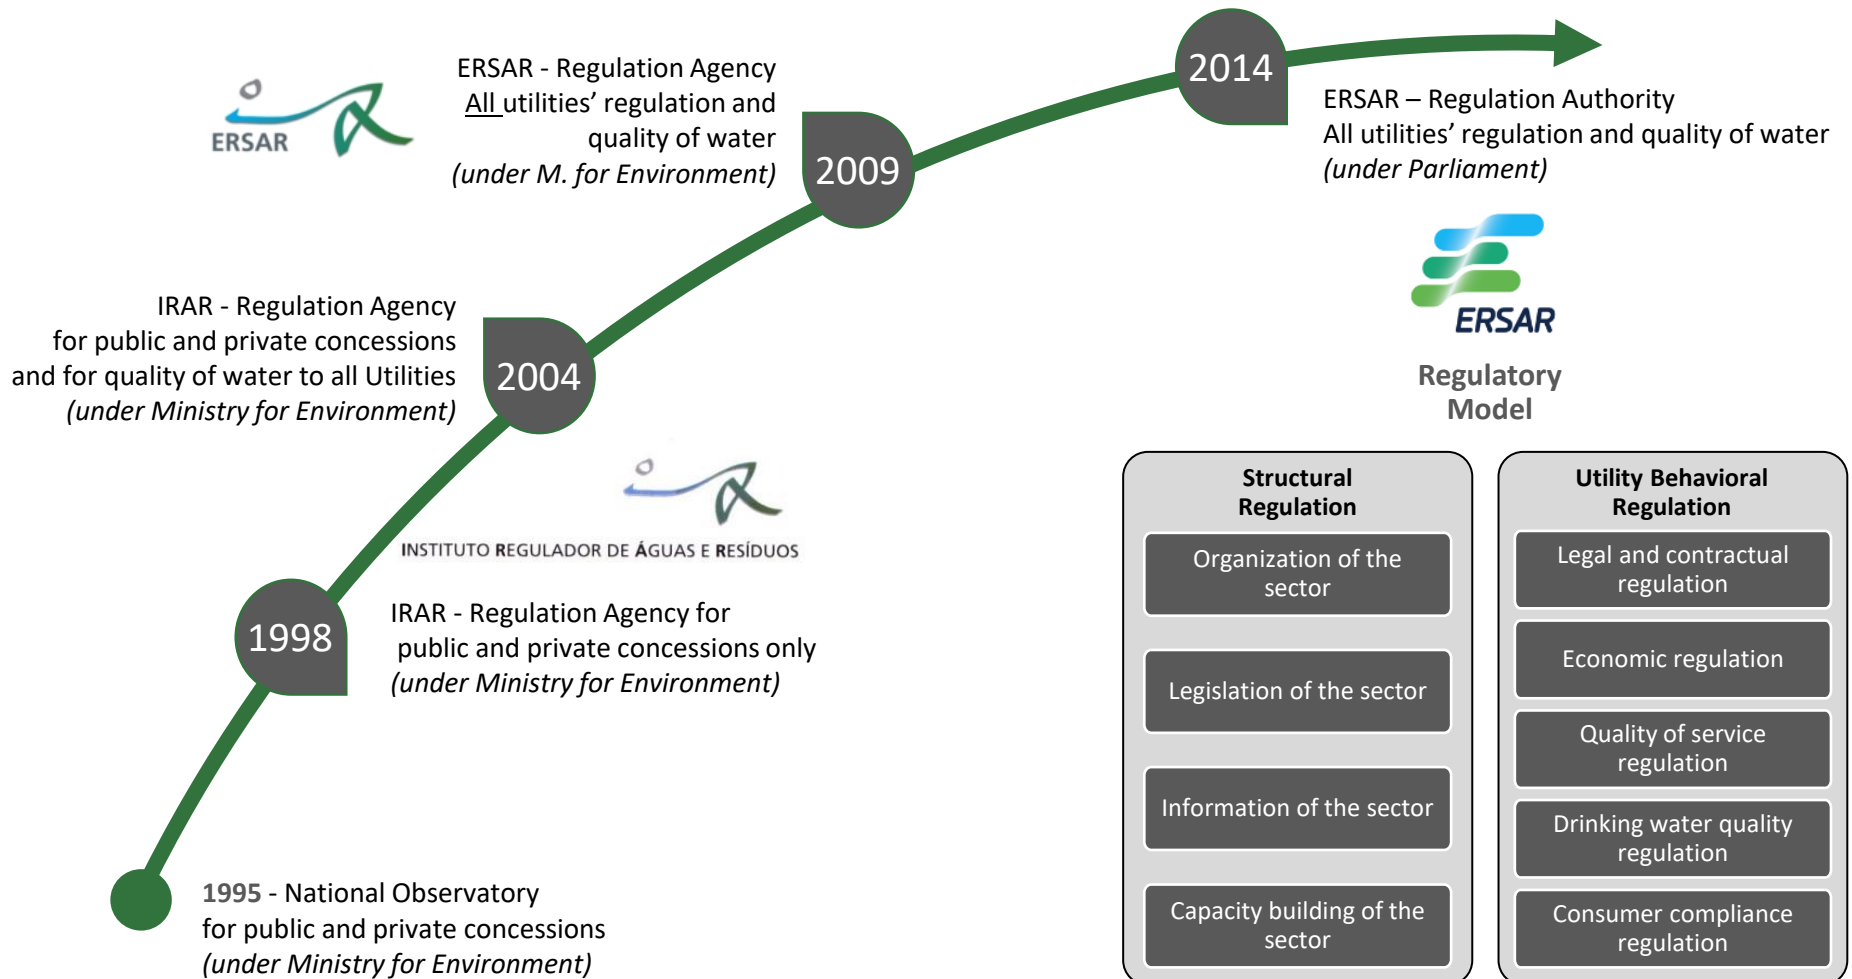 2014
ERSAR – Regulation Authority
All utilities’ regulation and quality of water
(under Parliament)
ERSAR
ERSAR - Regulation Agency
All utilities’ regulation and
quality of water
(under M. for Environment)
2009
IRAR - Regulation Agency
for public and private concessions
and for quality of water to all Utilities
(under Ministry for Environment)
2004
INSTITUTO REGULADOR DE ÁGUAS E RESÍDUOS
1998
IRAR - Regulation Agency for
public and private concessions only
(under Ministry for Environment)
1995 - National Observatory
for public and private concessions
(under Ministry for Environment)
ERSAR
Regulatory
Model
Structural
Regulation
Organization of the
sector
Legislation of the sector
Information of the sector
Capacity building of the
sector
Utility Behavioral
Regulation
Legal and contractual
regulation
Economic regulation
Quality of service
regulation
Drinking water quality
regulation
Consumer compliance
regulation